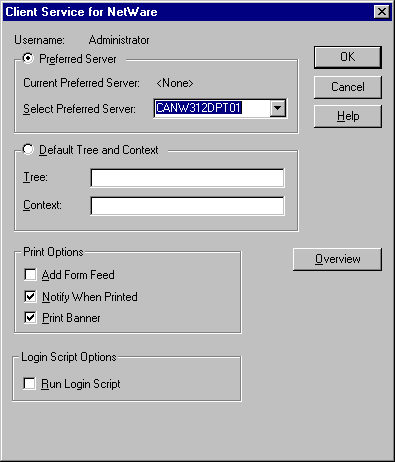 Client Service for NetWare
Username: Administrator
Preferred Server
Current Preferred Server: <None>
Select Preferred Server: CANW312DPT01
OK
Cancel
Help
Default Tree and Context
Tree:
Context:
Print Options
Add Form Feed
Notify When Printed
Print Banner
Overview
Login Script Options
Run Login Script